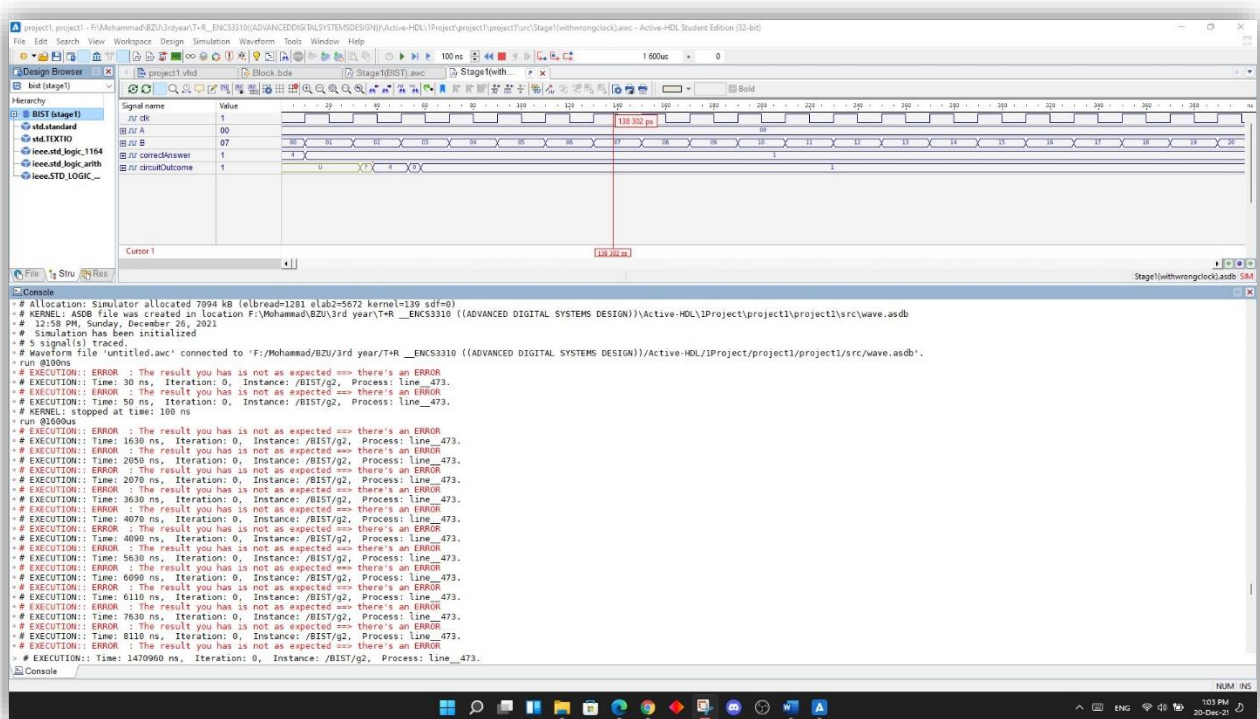 project1, project1 - F:\Mohammad\BZU\3rdyear\T+R__ENCS3310((ADVANCEDDIGITALSYSTEMSDESIGN))\Active-HDL\1Project\project1\project1\src\Stage1(withwrongclock).awc - Active-HDL Student Edition (32-bit)
File Edit Search View Workspace Design Simulation Waveform Tools Window Help
100 ns 1 600us 0
Design Browser project1.vhd Block.bde Stage1(BIST).awc Stage1(with...
bist (stage1) Bold
Hierarchy Signal name Value
BIST (stage1) clk 1 138 302 ps
std.standard A 00 00
std.TEXTIO B 07 00 01 02 03 04 05 06 07 08 09 10 11 12 13 14 15 16 17 18 19 20
ieee.std_logic_1164 correctAnswer 1 4 1
ieee.std_logic_arith circuitOutcome 1 U ? 4 0 1
ieee.STD_LOGIC_...
Cursor 1 138 302 ps
File Stru Res Stage1(withwrongclock).asdb SIM
Console
# Allocation: Simulator allocated 7094 kB (elbread=1281 elab2=5672 kernel=139 sdf=0)
# KERNEL: ASDB file was created in location F:\Mohammad\BZU\3rd year\T+R __ENCS3310 ((ADVANCED DIGITAL SYSTEMS DESIGN))\Active-HDL\1Project\project1\project1\src\wave.asdb
# 12:58 PM, Sunday, December 26, 2021
# Simulation has been initialized
# 5 signal(s) traced.
# Waveform file 'untitled.awc' connected to 'F:/Mohammad/BZU/3rd year/T+R __ENCS3310 ((ADVANCED DIGITAL SYSTEMS DESIGN))/Active-HDL/1Project/project1/project1/src/wave.asdb'.
run @100ns
# EXECUTION:: ERROR : The result you has is not as expected ==> there's an ERROR
# EXECUTION:: Time: 30 ns, Iteration: 0, Instance: /BIST/g2, Process: line__473.
# EXECUTION:: ERROR : The result you has is not as expected ==> there's an ERROR
# EXECUTION:: Time: 50 ns, Iteration: 0, Instance: /BIST/g2, Process: line__473.
# KERNEL: stopped at time: 100 ns
run @1600us
# EXECUTION:: ERROR : The result you has is not as expected ==> there's an ERROR
# EXECUTION:: Time: 1630 ns, Iteration: 0, Instance: /BIST/g2, Process: line__473.
# EXECUTION:: ERROR : The result you has is not as expected ==> there's an ERROR
# EXECUTION:: Time: 2050 ns, Iteration: 0, Instance: /BIST/g2, Process: line__473.
# EXECUTION:: ERROR : The result you has is not as expected ==> there's an ERROR
# EXECUTION:: Time: 2070 ns, Iteration: 0, Instance: /BIST/g2, Process: line__473.
# EXECUTION:: ERROR : The result you has is not as expected ==> there's an ERROR
# EXECUTION:: Time: 3630 ns, Iteration: 0, Instance: /BIST/g2, Process: line__473.
# EXECUTION:: ERROR : The result you has is not as expected ==> there's an ERROR
# EXECUTION:: Time: 4070 ns, Iteration: 0, Instance: /BIST/g2, Process: line__473.
# EXECUTION:: ERROR : The result you has is not as expected ==> there's an ERROR
# EXECUTION:: Time: 4090 ns, Iteration: 0, Instance: /BIST/g2, Process: line__473.
# EXECUTION:: ERROR : The result you has is not as expected ==> there's an ERROR
# EXECUTION:: Time: 5630 ns, Iteration: 0, Instance: /BIST/g2, Process: line__473.
# EXECUTION:: ERROR : The result you has is not as expected ==> there's an ERROR
# EXECUTION:: Time: 6090 ns, Iteration: 0, Instance: /BIST/g2, Process: line__473.
# EXECUTION:: ERROR : The result you has is not as expected ==> there's an ERROR
# EXECUTION:: Time: 6110 ns, Iteration: 0, Instance: /BIST/g2, Process: line__473.
# EXECUTION:: ERROR : The result you has is not as expected ==> there's an ERROR
# EXECUTION:: Time: 7630 ns, Iteration: 0, Instance: /BIST/g2, Process: line__473.
# EXECUTION:: ERROR : The result you has is not as expected ==> there's an ERROR
# EXECUTION:: Time: 8110 ns, Iteration: 0, Instance: /BIST/g2, Process: line__473.
# EXECUTION:: ERROR : The result you has is not as expected ==> there's an ERROR
> # EXECUTION:: Time: 1470960 ns, Iteration: 0, Instance: /BIST/g2, Process: line__473.
Console
NUM INS
ENG 1:03 PM
20-Dec-21